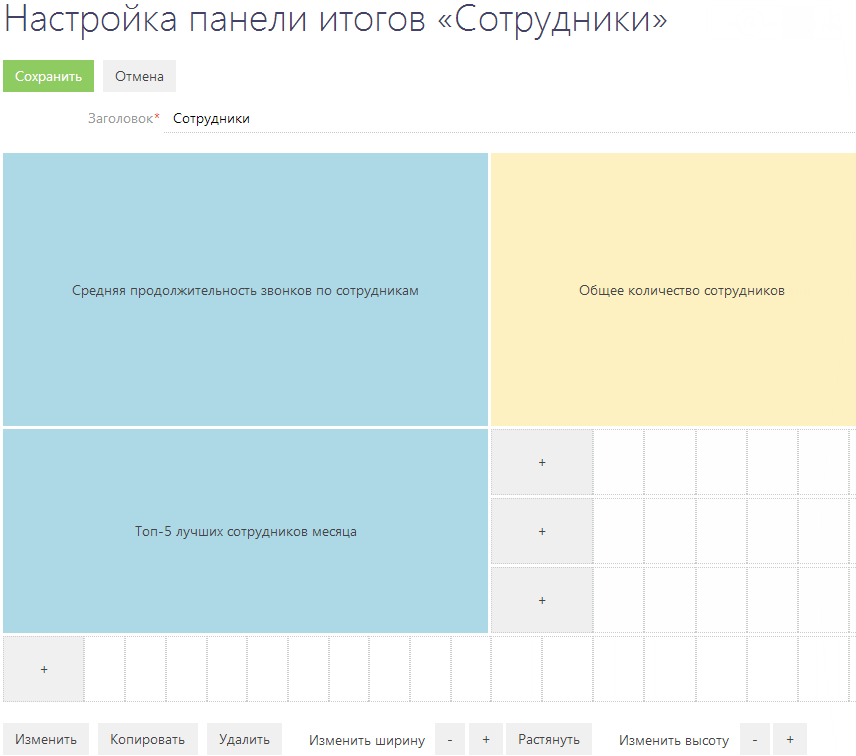 Настройка панели итогов «Сотрудники»
Сохранить Отмена
Заголовок* Сотрудники
Средняя продолжительность звонков по сотрудникам Общее количество сотрудников
+
Топ-5 лучших сотрудников месяца +
+
+
Изменить Копировать Удалить Изменить ширину - + Растянуть Изменить высоту - +